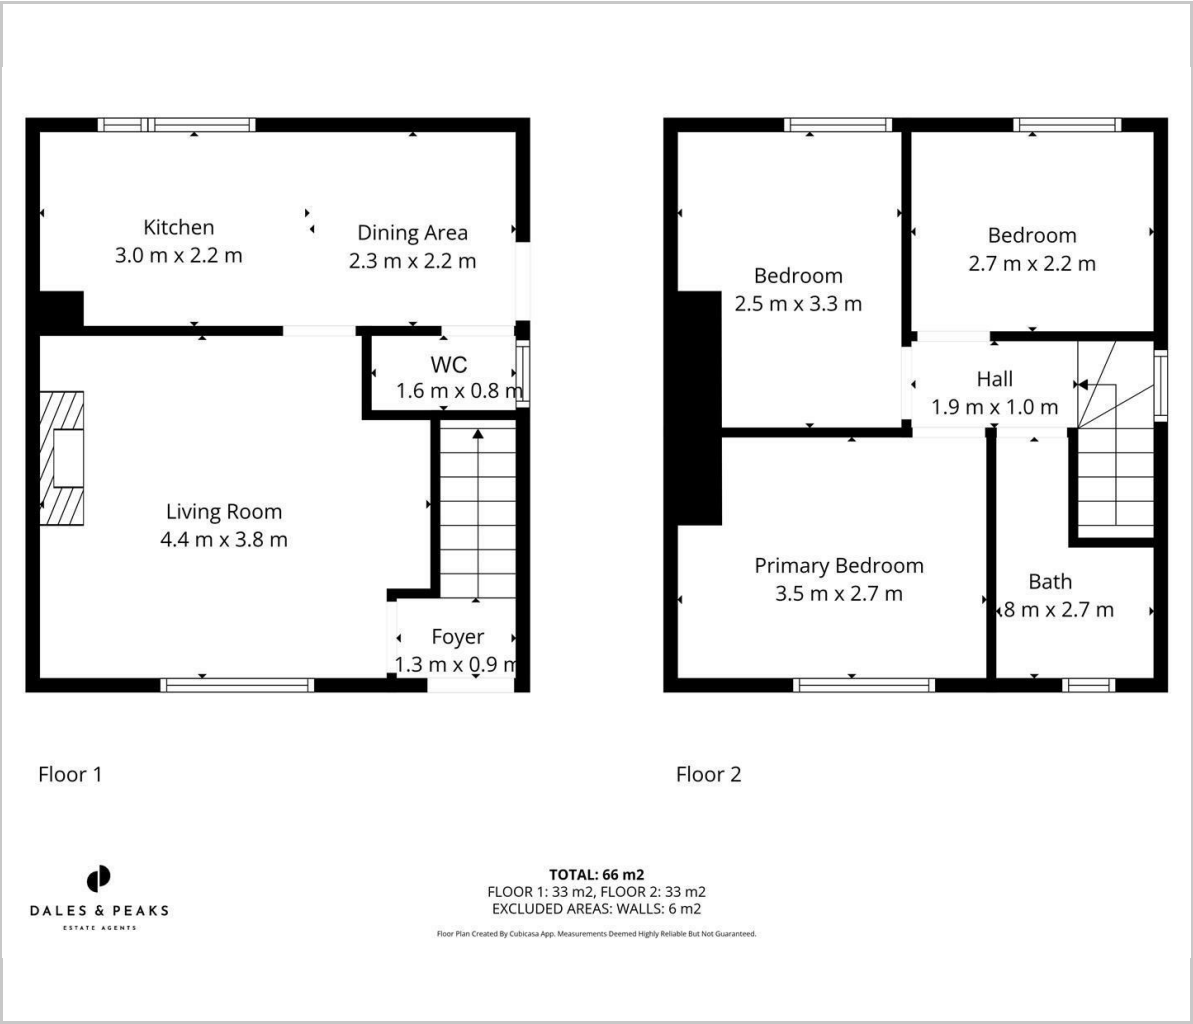 Kitchen
3.0 m x 2.2 m
Dining Area
2.3 m x 2.2 m
WC
1.6 m x 0.8 m
Living Room
4.4 m x 3.8 m
Foyer
1.3 m x 0.9 m
Floor 1
Bedroom
2.5 m x 3.3 m
Bedroom
2.7 m x 2.2 m
Hall
1.9 m x 1.0 m
Primary Bedroom
3.5 m x 2.7 m
Bath
.8 m x 2.7 m
Floor 2
DALES & PEAKS
ESTATE AGENTS
TOTAL: 66 m2
FLOOR 1: 33 m2, FLOOR 2: 33 m2
EXCLUDED AREAS: WALLS: 6 m2
Floor Plan Created By Cubicasa App. Measurements Deemed Highly Reliable But Not Guaranteed.